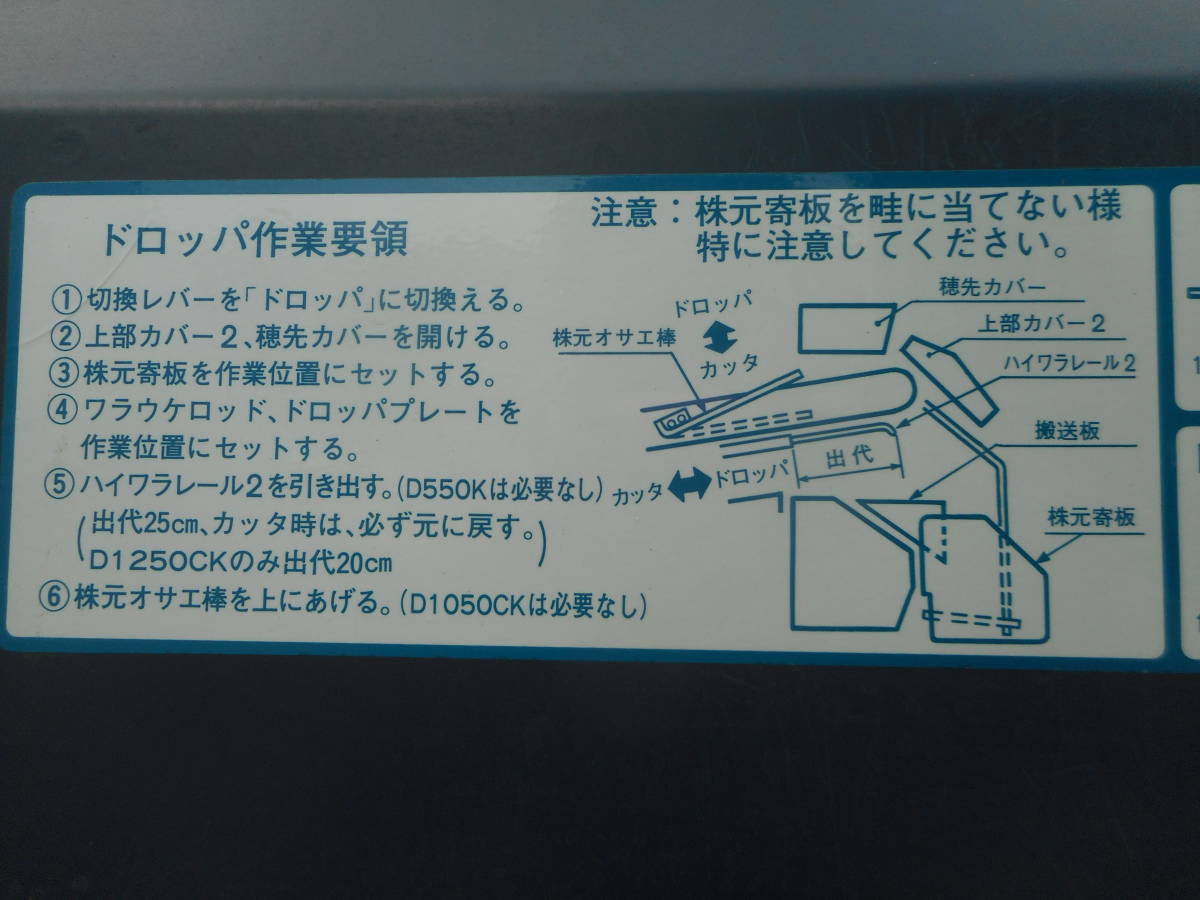 ドロッパ作業要領
①切換レバーを「ドロッパ」に切換える。
②上部カバー2、穂先カバーを開ける。
③株元寄板を作業位置にセットする。
④ワラウケロッド、ドロッパプレートを
作業位置にセットする。
⑤ハイワラレール2を引き出す。(D550Kは必要なし)
(出代25cm、カッタ時は、必ず元に戻す。
D1250CKのみ出代20cm)
⑥株元オサエ棒を上にあげる。(D1050CKは必要なし)
注意:株元寄板を畦に当てない様
特に注意してください。
ドロッパ
カッタ
株元オサエ棒
穂先カバー
上部カバー2
ハイワラレール2
搬送板
出代
カッタ
ドロッパ
株元寄板